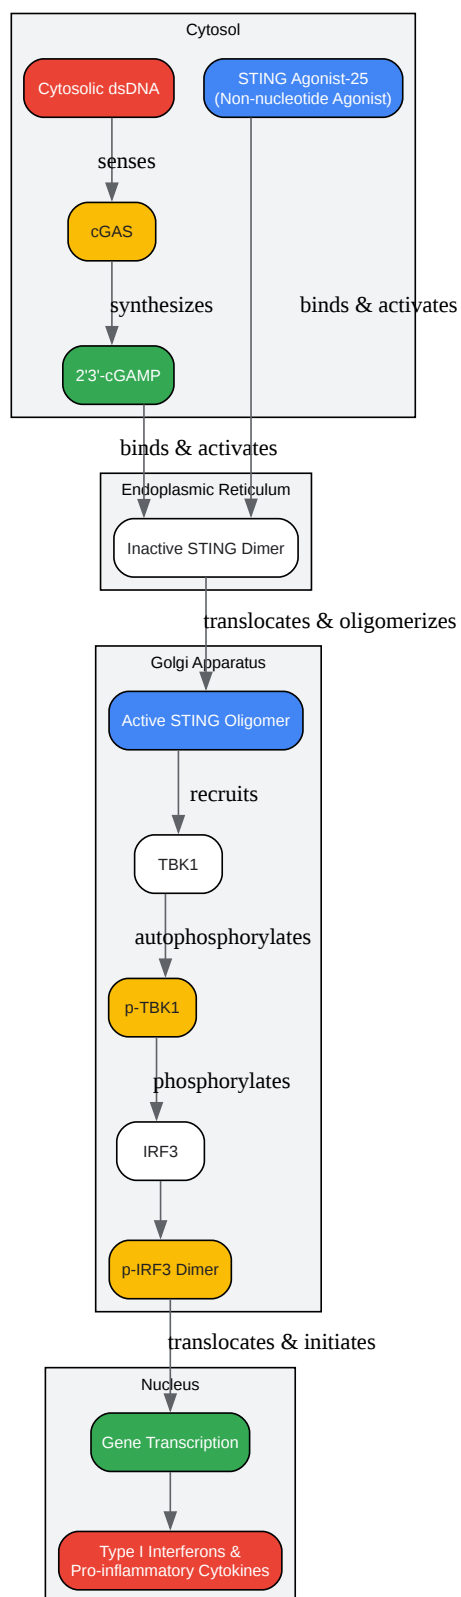 Cytosol
Cytosolic dsDNA
STING Agonist-25
(Non-nucleotide Agonist)
senses
cGAS
synthesizes
binds & activates
2'3'-cGAMP
binds & activates
Endoplasmic Reticulum
Inactive STING Dimer
translocates & oligomerizes
Golgi Apparatus
Active STING Oligomer
recruits
TBK1
autophosphorylates
p-TBK1
phosphorylates
IRF3
p-IRF3 Dimer
translocates & initiates
Nucleus
Gene Transcription
Type I Interferons &
Pro-inflammatory Cytokines